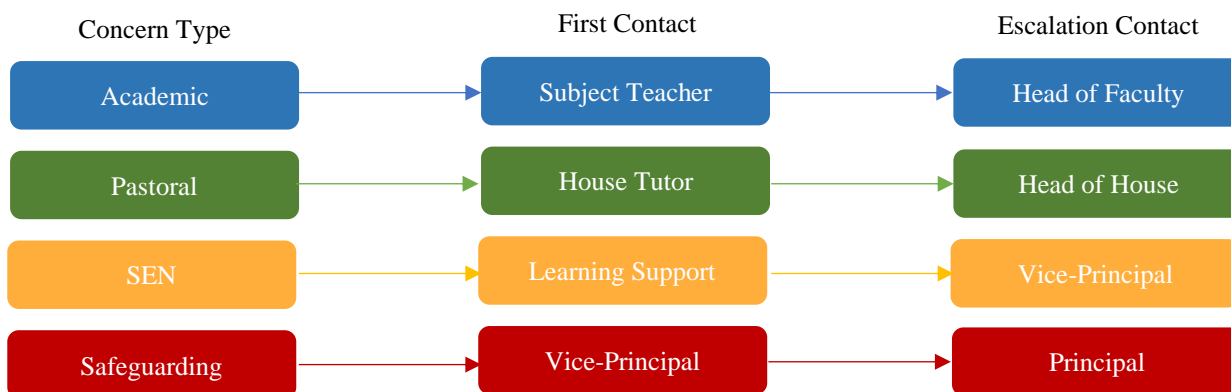 Concern Type First Contact Escalation Contact
Academic Subject Teacher Head of Faculty
Pastoral House Tutor Head of House
SEN Learning Support Vice-Principal
Safeguarding Vice-Principal Principal